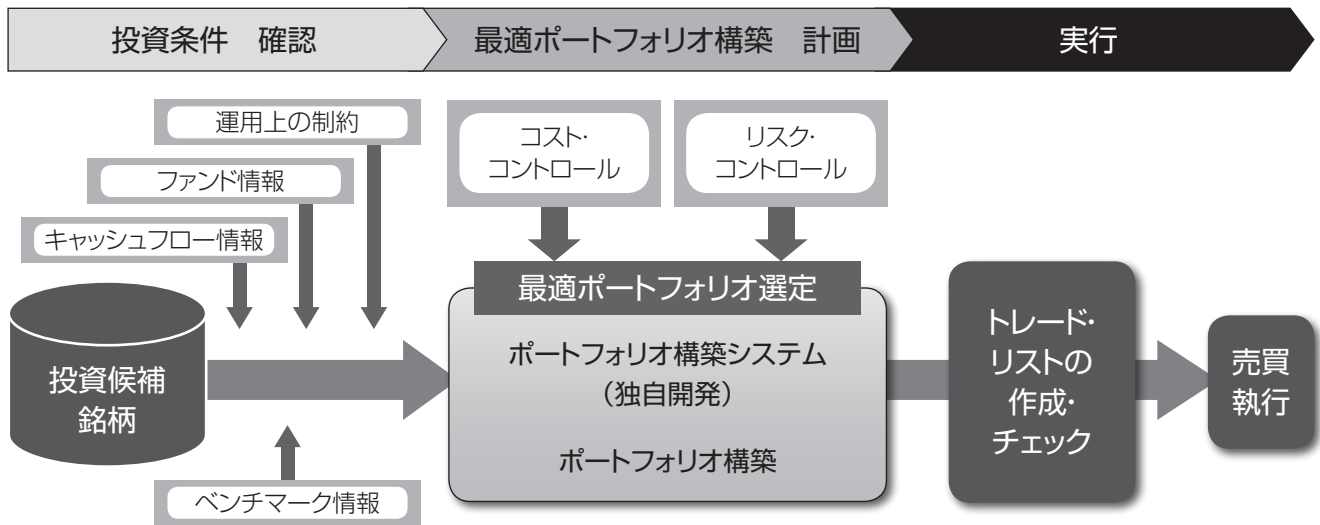 投資条件　確認
最適ポートフォリオ構築　計画
実行
運用上の制約
ファンド情報
キャッシュフロー情報
投資候補
銘柄
ベンチマーク情報
コスト・
コントロール
リスク・
コントロール
最適ポートフォリオ選定
ポートフォリオ構築システム
（独自開発）
ポートフォリオ構築
トレード・
リストの
作成・
チェック
売買
執行